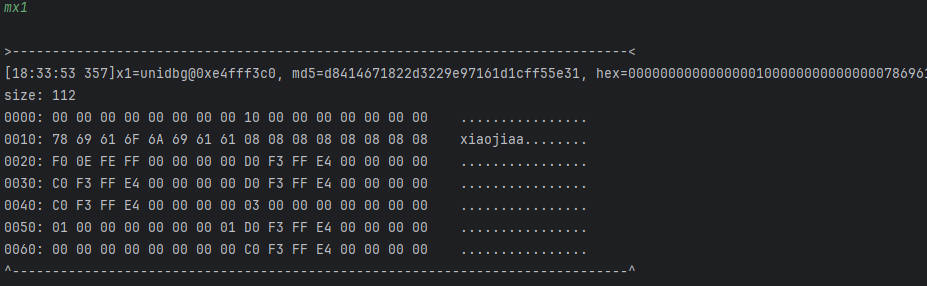 mx1
>-----------------------------------------------------------------------------<
[18:33:53 357]x1=unidbg@0xe4fff3c0, md5=d8414671822d3229e97161d1cff55e31, hex=00000000000000001000000000000000786961
size: 112
0000: 00 00 00 00 00 00 00 00 10 00 00 00 00 00 00 00    ................
0010: 78 69 61 6F 6A 69 61 61 08 08 08 08 08 08 08 08    xiaojiaa........
0020: F0 0E FE FF 00 00 00 00 D0 F3 FF E4 00 00 00 00    ................
0030: C0 F3 FF E4 00 00 00 00 D0 F3 FF E4 00 00 00 00    ................
0040: C0 F3 FF E4 00 00 00 00 03 00 00 00 00 00 00 00    ................
0050: 01 00 00 00 00 00 00 01 D0 F3 FF E4 00 00 00 00    ................
0060: 00 00 00 00 00 00 00 00 C0 F3 FF E4 00 00 00 00    ................
^-----------------------------------------------------------------------------^